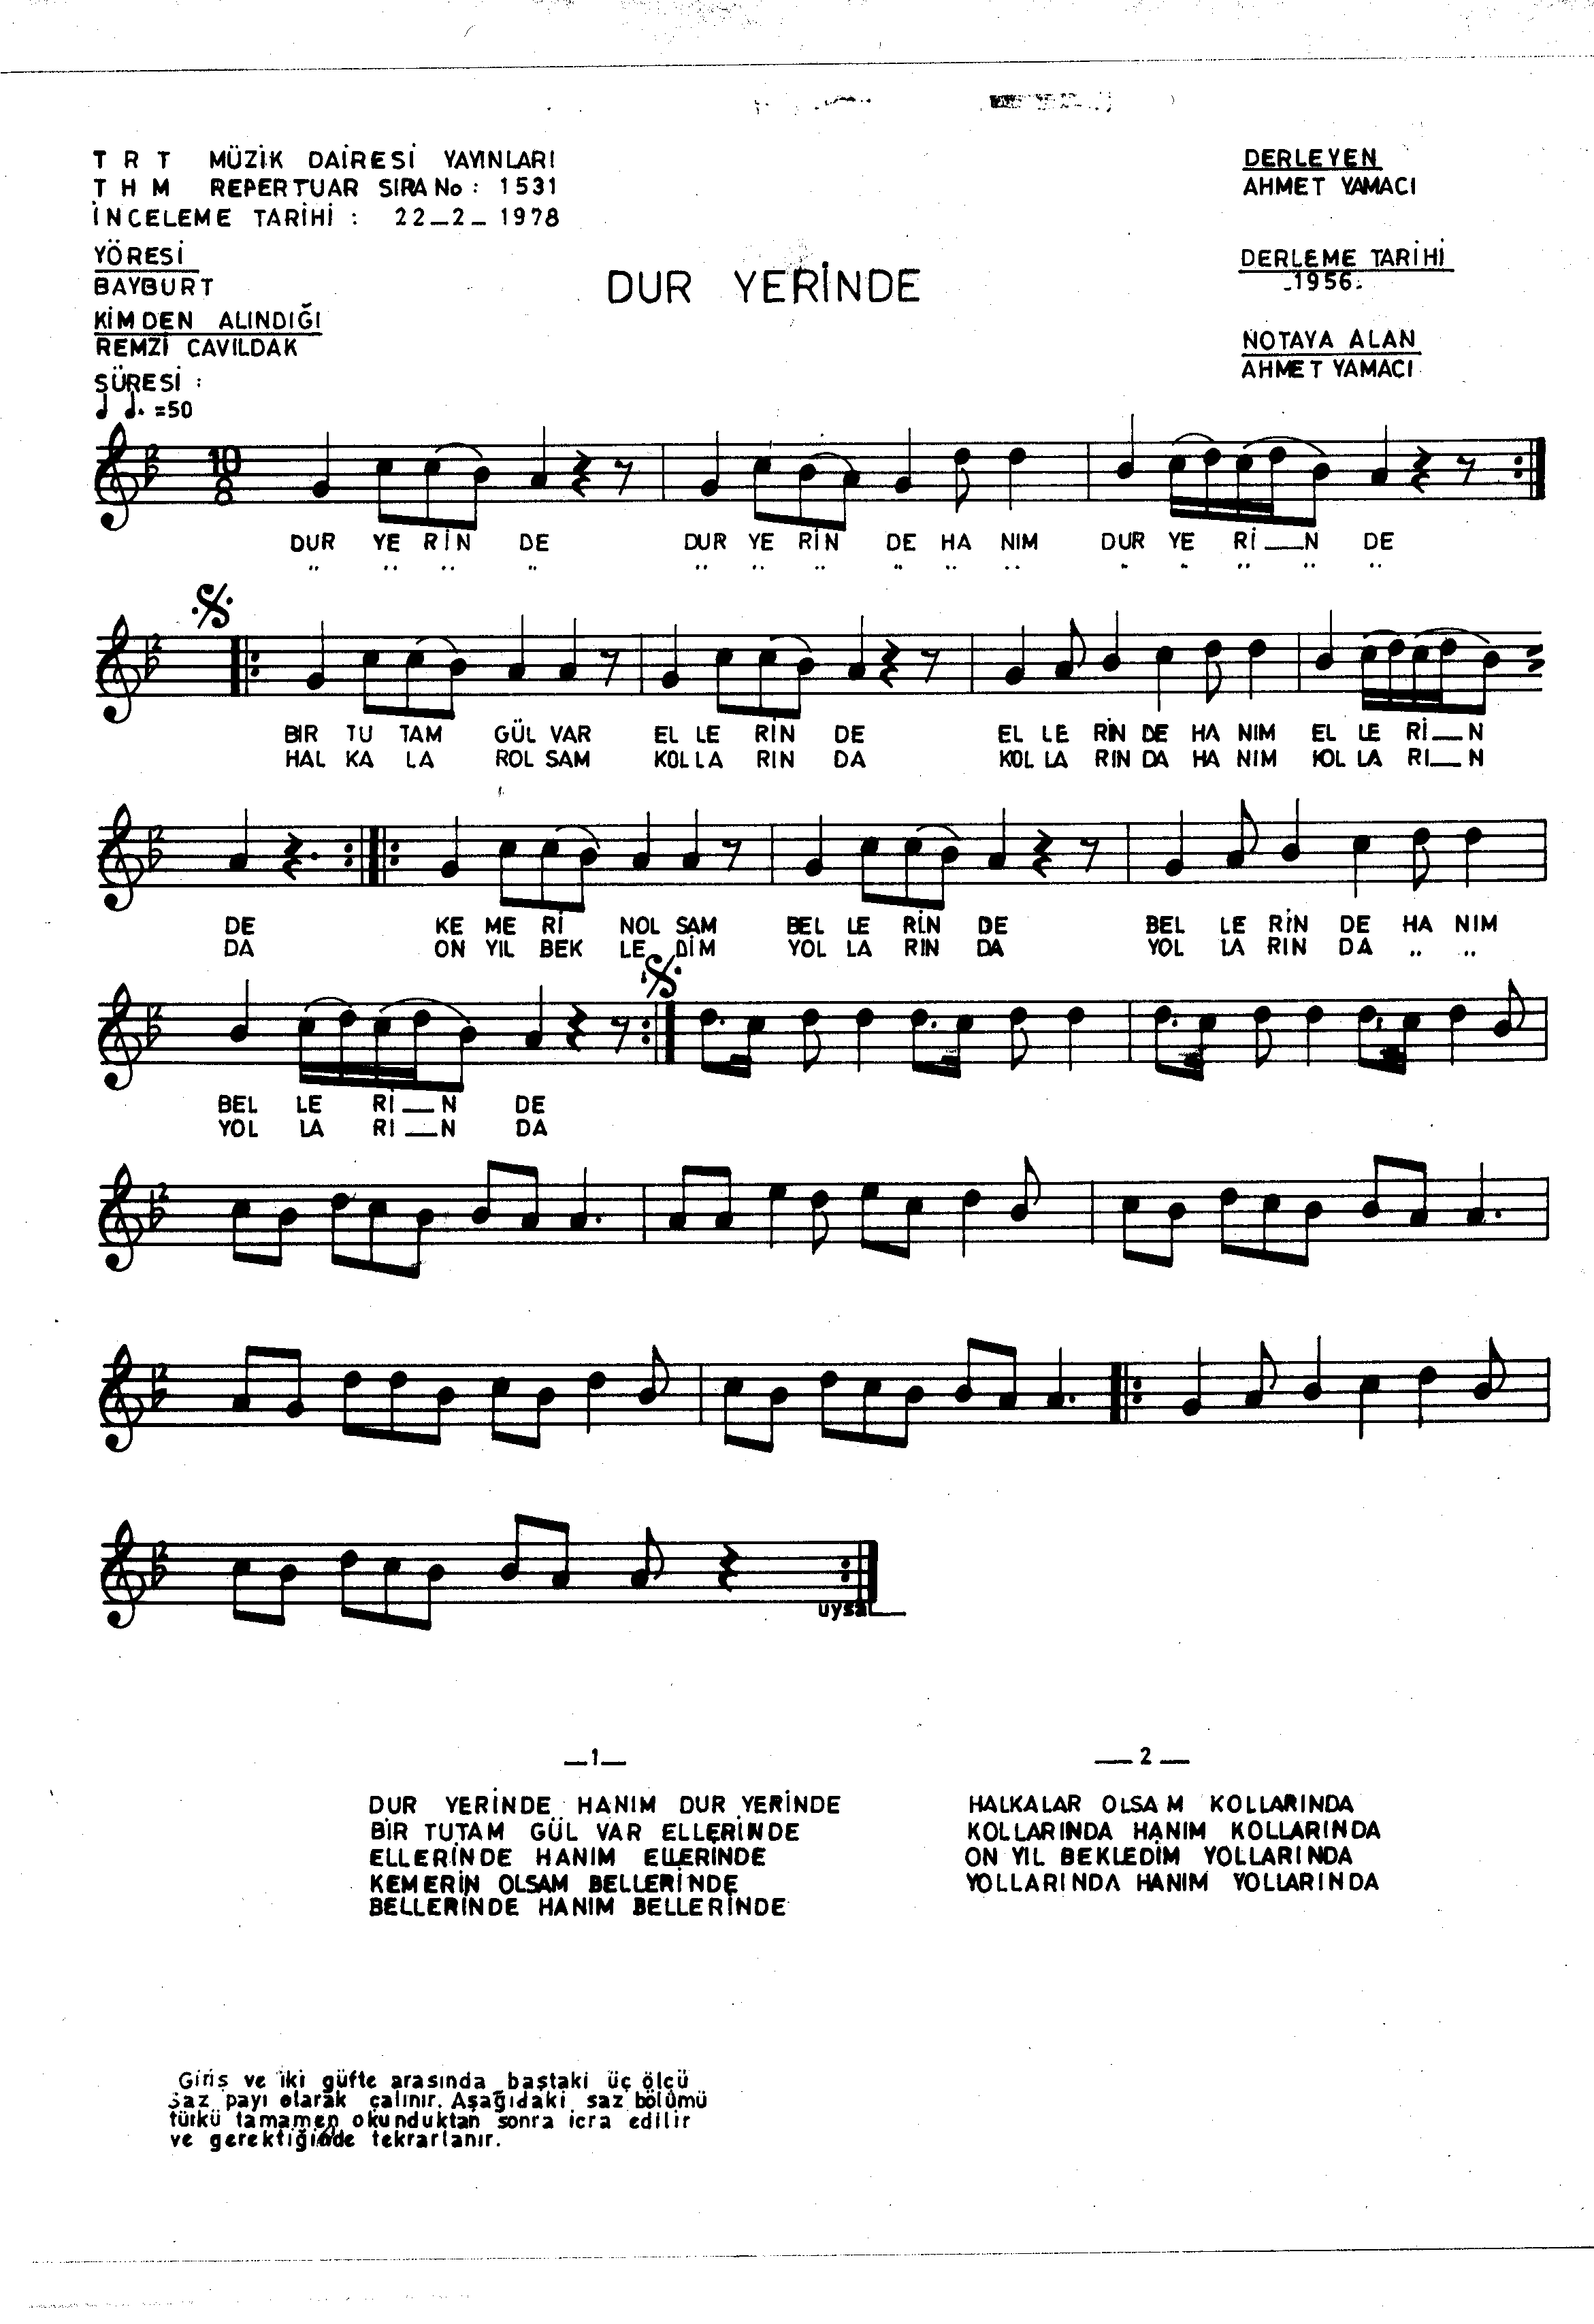 T R T MÜZİK DAİRESİ YAYINLARI
T H M REPERTUAR SIRA No : 1531
İNCELEME TARİHİ : 22_2_1978
YÖRESİ
BAYBURT
KİMDEN ALINDIĞI
REMZİ CAVILDAK
SÜRESİ :
=50
DUR YERİNDE
DERLEYEN
AHMET YAMACI
DERLEME TARİHİ
-1956-
NOTAYA ALAN
AHMET YAMACI
10
8
DUR YE RİN DE DUR YE RİN DE HA NIM DUR YE Rİ__N DE
" " " " " " " " " " " " " " "
BIR TU TAM GÜL VAR EL LE RİN DE EL LE RİN DE HA NIM EL LE Rİ__N
HAL KA LA ROL SAM KOL LA RIN DA KOL LA RIN DA HA NIM KOL LA RI__N
DE KE ME Rİ NOL SAM BEL LE RİN DE BEL LE RİN DE HA NIM
DA ON YIL BEK LE DİM YOL LA RIN DA YOL LA RIN DA " "
BEL LE Rİ__N DE
YOL LA RI__N DA
uysal
_1_
DUR YERİNDE HANIM DUR YERİNDE
BİR TUTAM GÜL VAR ELLERİNDE
ELLERİNDE HANIM ELLERİNDE
KEMERİN OLSAM BELLERİNDE
BELLERİNDE HANIM BELLERİNDE
_2_
HALKALAR OLSAM KOLLARINDA
KOLLARINDA HANIM KOLLARINDA
ON YIL BEKLEDİM YOLLARINDA
YOLLARINDA HANIM YOLLARINDA
Giriş ve iki güfte arasında baştaki üç ölçü
Saz payı olarak çalınır. Aşağıdaki saz bölümü
türkü tamamen okunduktan sonra icra edilir
ve gerektiğinde tekrarlanır.